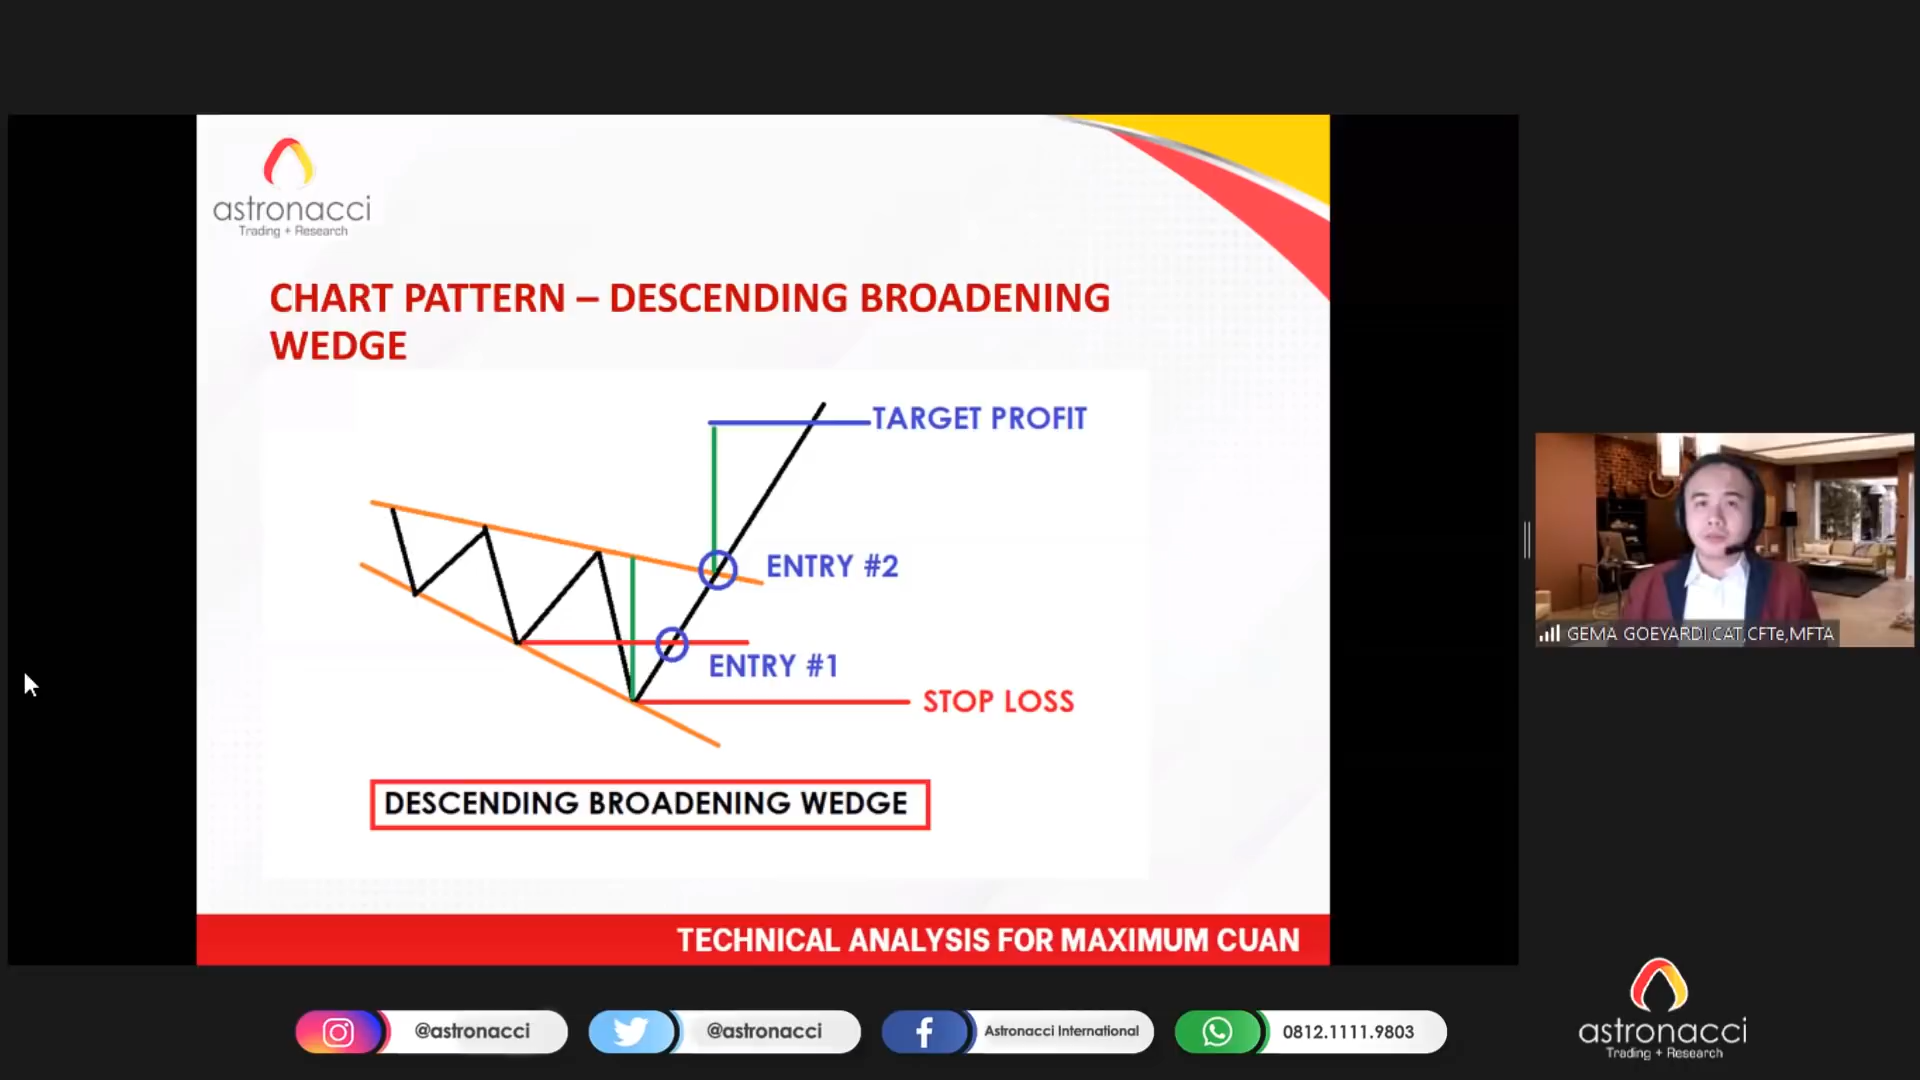 astronacci
Trading + Research
CHART PATTERN – DESCENDING BROADENING
WEDGE
TARGET PROFIT
ENTRY #2
ENTRY #1
STOP LOSS
DESCENDING BROADENING WEDGE
TECHNICAL ANALYSIS FOR MAXIMUM CUAN
GEMA GOEYARDI.CAT,CFTe,MFTA
@astronacci
@astronacci
Astronacci International
0812.1111.9803
astronacci
Trading + Research